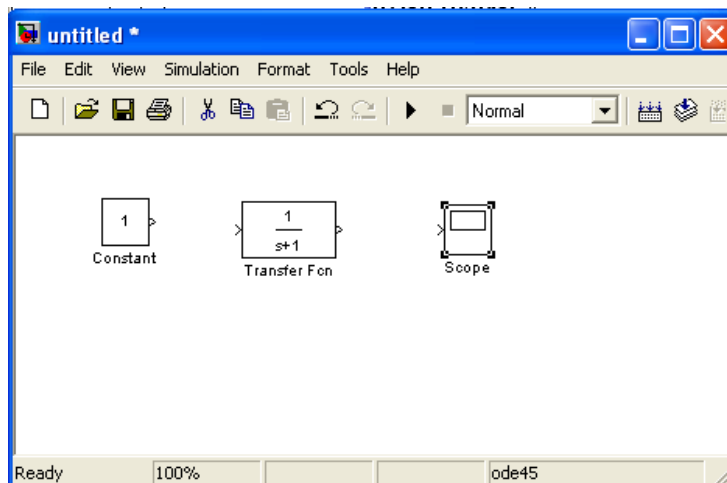 untitled *
File Edit View Simulation Format Tools Help
Normal
1
Constant
1
s+1
Transfer Fcn
Scope
Ready 100% ode45